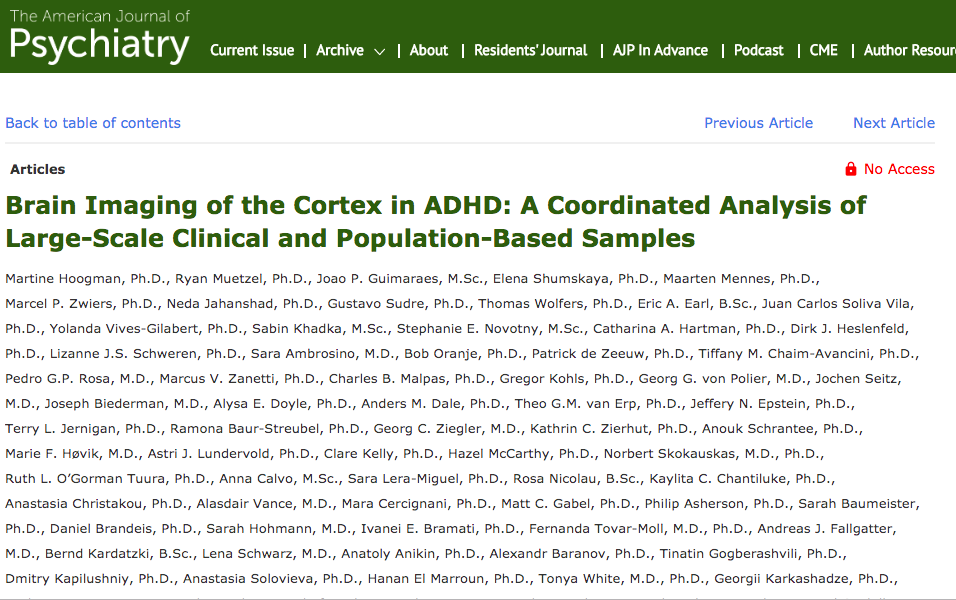 The American Journal of
Psychiatry
Current Issue | Archive | About | Residents' Journal | AJP In Advance | Podcast | CME | Author Resour
Back to table of contents
Previous Article Next Article
Articles
No Access
Brain Imaging of the Cortex in ADHD: A Coordinated Analysis of
Large-Scale Clinical and Population-Based Samples
Martine Hoogman, Ph.D., Ryan Muetzel, Ph.D., Joao P. Guimaraes, M.Sc., Elena Shumskaya, Ph.D., Maarten Mennes, Ph.D.,
Marcel P. Zwiers, Ph.D., Neda Jahanshad, Ph.D., Gustavo Sudre, Ph.D., Thomas Wolfers, Ph.D., Eric A. Earl, B.Sc., Juan Carlos Soliva Vila,
Ph.D., Yolanda Vives-Gilabert, Ph.D., Sabin Khadka, M.Sc., Stephanie E. Novotny, M.Sc., Catharina A. Hartman, Ph.D., Dirk J. Heslenfeld,
Ph.D., Lizanne J.S. Schweren, Ph.D., Sara Ambrosino, M.D., Bob Oranje, Ph.D., Patrick de Zeeuw, Ph.D., Tiffany M. Chaim-Avancini, Ph.D.,
Pedro G.P. Rosa, M.D., Marcus V. Zanetti, Ph.D., Charles B. Malpas, Ph.D., Gregor Kohls, Ph.D., Georg G. von Polier, M.D., Jochen Seitz,
M.D., Joseph Biederman, M.D., Alysa E. Doyle, Ph.D., Anders M. Dale, Ph.D., Theo G.M. van Erp, Ph.D., Jeffery N. Epstein, Ph.D.,
Terry L. Jernigan, Ph.D., Ramona Baur-Streubel, Ph.D., Georg C. Ziegler, M.D., Kathrin C. Zierhut, Ph.D., Anouk Schrantee, Ph.D.,
Marie F. Høvik, M.D., Astri J. Lundervold, Ph.D., Clare Kelly, Ph.D., Hazel McCarthy, Ph.D., Norbert Skokauskas, M.D., Ph.D.,
Ruth L. O'Gorman Tuura, Ph.D., Anna Calvo, M.Sc., Sara Lera-Miguel, Ph.D., Rosa Nicolau, B.Sc., Kaylita C. Chantiluke, Ph.D.,
Anastasia Christakou, Ph.D., Alasdair Vance, M.D., Mara Cercignani, Ph.D., Matt C. Gabel, Ph.D., Philip Asherson, Ph.D., Sarah Baumeister,
Ph.D., Daniel Brandeis, Ph.D., Sarah Hohmann, M.D., Ivanei E. Bramati, Ph.D., Fernanda Tovar-Moll, M.D., Ph.D., Andreas J. Fallgatter,
M.D., Bernd Kardatzki, B.Sc., Lena Schwarz, M.D., Anatoly Anikin, Ph.D., Alexandr Baranov, Ph.D., Tinatin Gogberashvili, Ph.D.,
Dmitry Kapilushniy, Ph.D., Anastasia Solovieva, Ph.D., Hanan El Marroun, Ph.D., Tonya White, M.D., Ph.D., Georgii Karkashadze, Ph.D.,